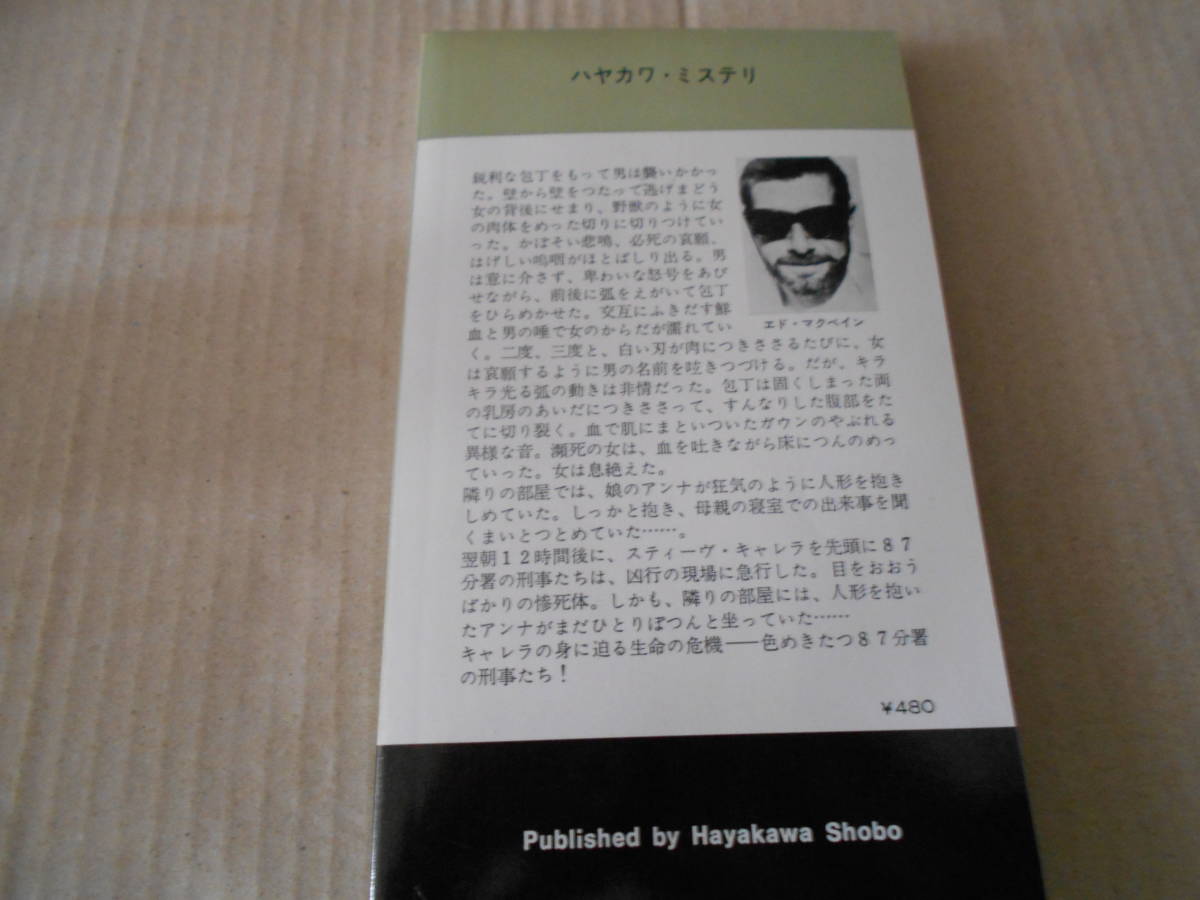 ハヤカワ・ミステリ
鋭利な包丁をもって男は襲いかかっ
た。壁から壁をつたって逃げまどう
女の背後にせまり、野獣のように女
の肉体をめった切りに切りつけてい
った。かぼそい悲鳴、必死の哀願、
はげしい嗚咽がほとばしり出る。男
は意に介さず、卑わいな怒号をあび
せながら、前後に弧をえがいて包丁
をひらめかせた。交互にふきだす鮮
血と男の唾で女のからだが濡れてい
く。二度、三度と、白い刃が肉につきささるたびに、女
は哀願するように男の名前を呟きつづける。だが、キラ
キラ光る弧の動きは非情だった。包丁は固くしまった両
の乳房のあいだにつきささって、すんなりした腹部をた
てに切り裂く。血で肌にまといついたガウンのやぶれる
異様な音。瀕死の女は、血を吐きながら床につんのめっ
ていった。女は息絶えた。
隣りの部屋では、娘のアンナが狂気のように人形を抱き
しめていた。しっかと抱き、母親の寝室での出来事を聞
くまいとつとめていた……。
翌朝１２時間後に、スティーヴ・キャレラを先頭に８７
分署の刑事たちは、凶行の現場に急行した。目をおおう
ばかりの惨死体。しかも、隣りの部屋には、人形を抱い
たアンナがまだひとりぽつんと坐っていた……
キャレラの身に迫る生命の危機――色めきたつ８７分署
の刑事たち！
エド・マクベイン
￥480
Published by Hayakawa Shobo